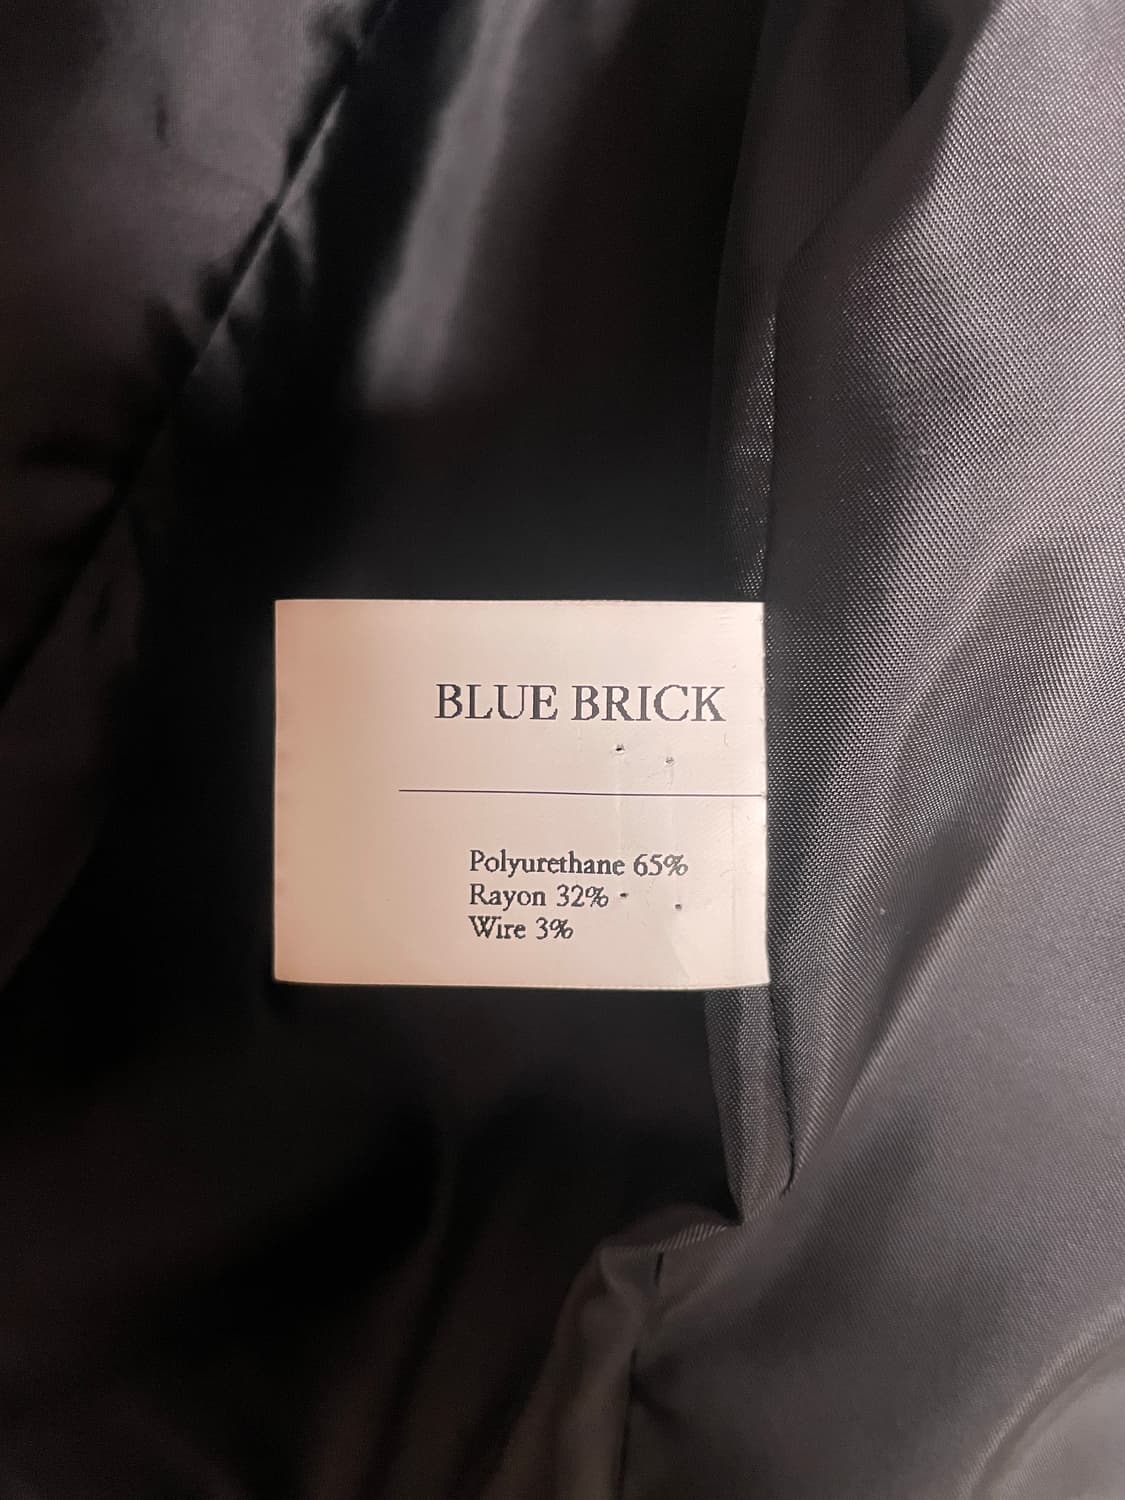 BLUE BRICK
Polyurethane 65%
Rayon 32%
Wire 3%